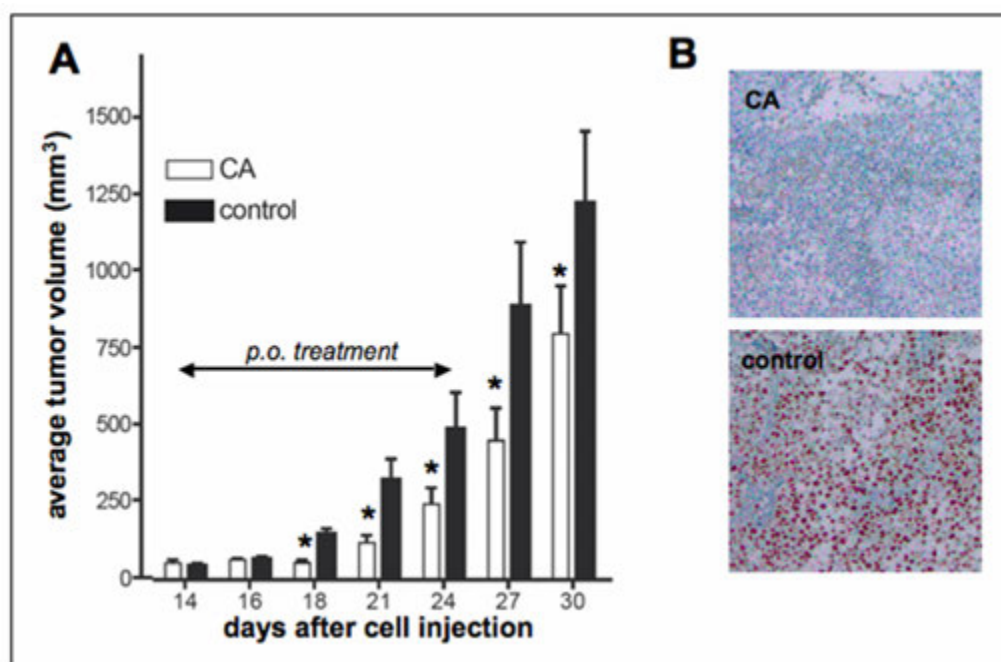 A
average tumor volume (mm³)
1500
1250
1000
750
500
250
0
CA
control
p.o. treatment
*
*
*
*
*
14 16 18 21 24 27 30
days after cell injection
B
CA
control